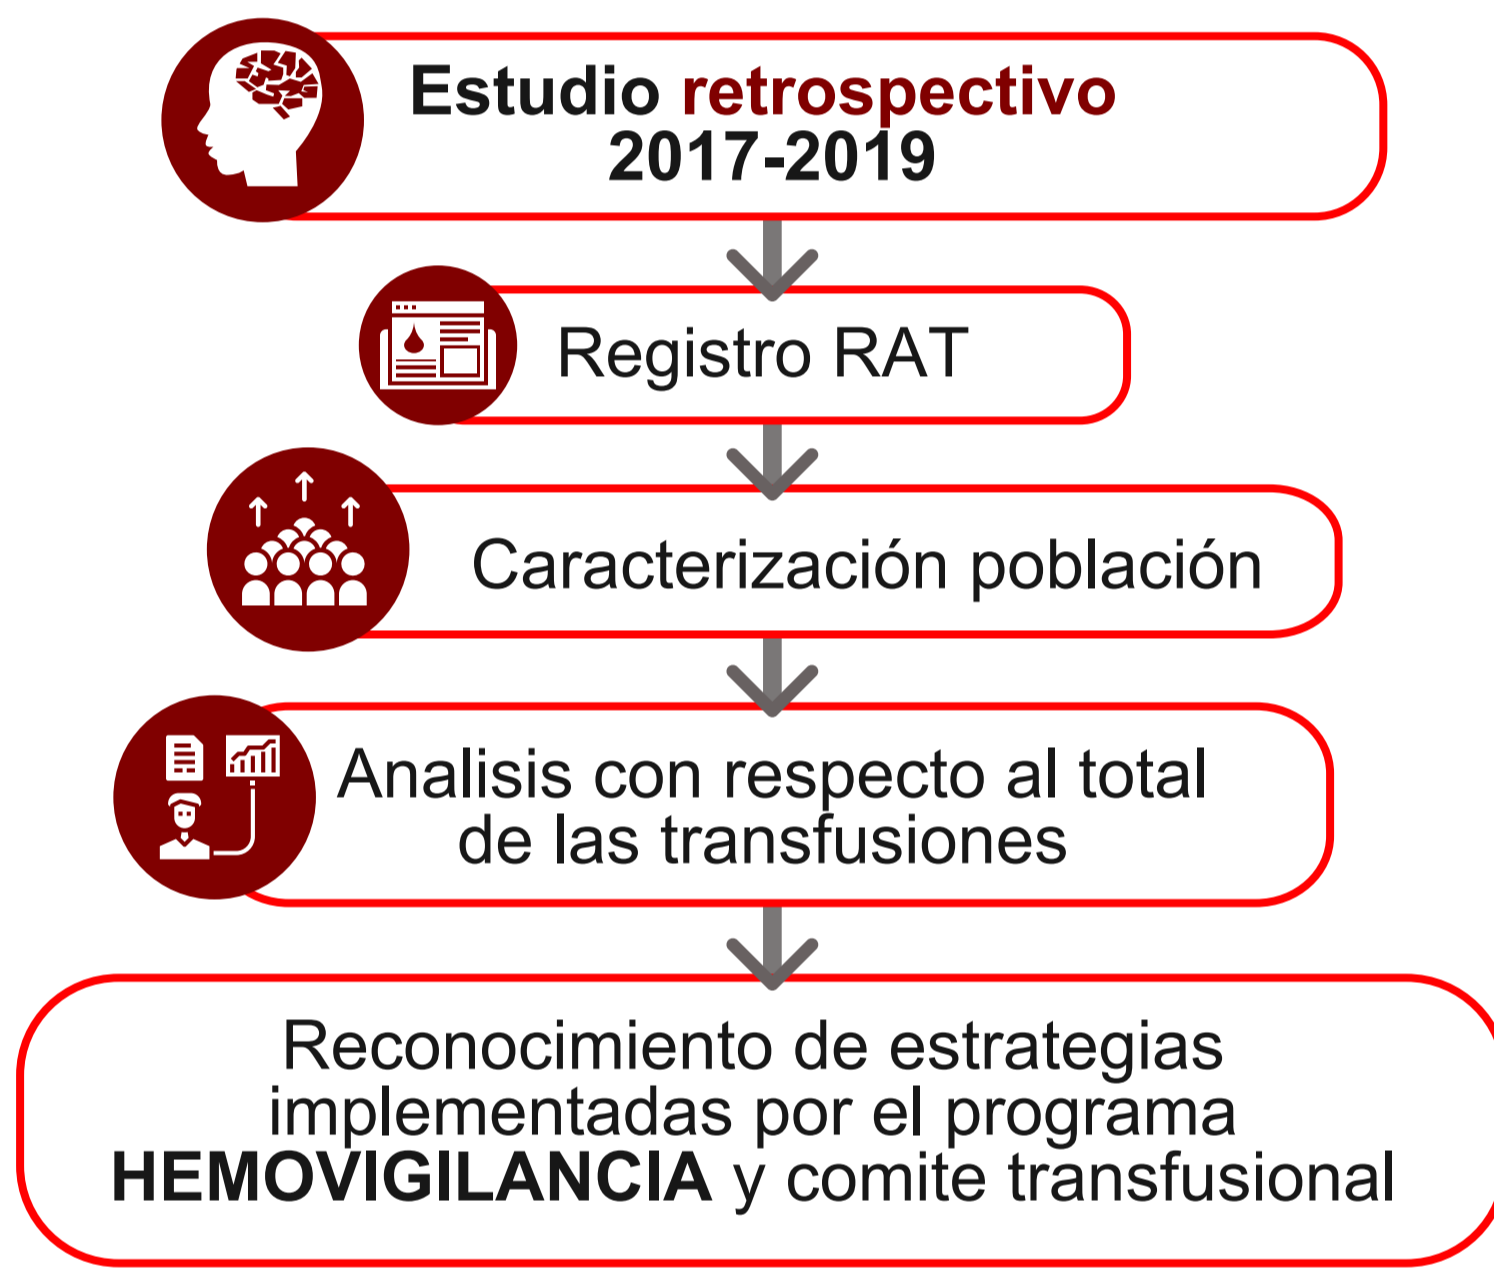 Estudio retrospectivo
2017-2019
Registro RAT
Caracterización población
Analisis con respecto al total
de las transfusiones
Reconocimiento de estrategias
implementadas por el programa
HEMOVIGILANCIA y comite transfusional